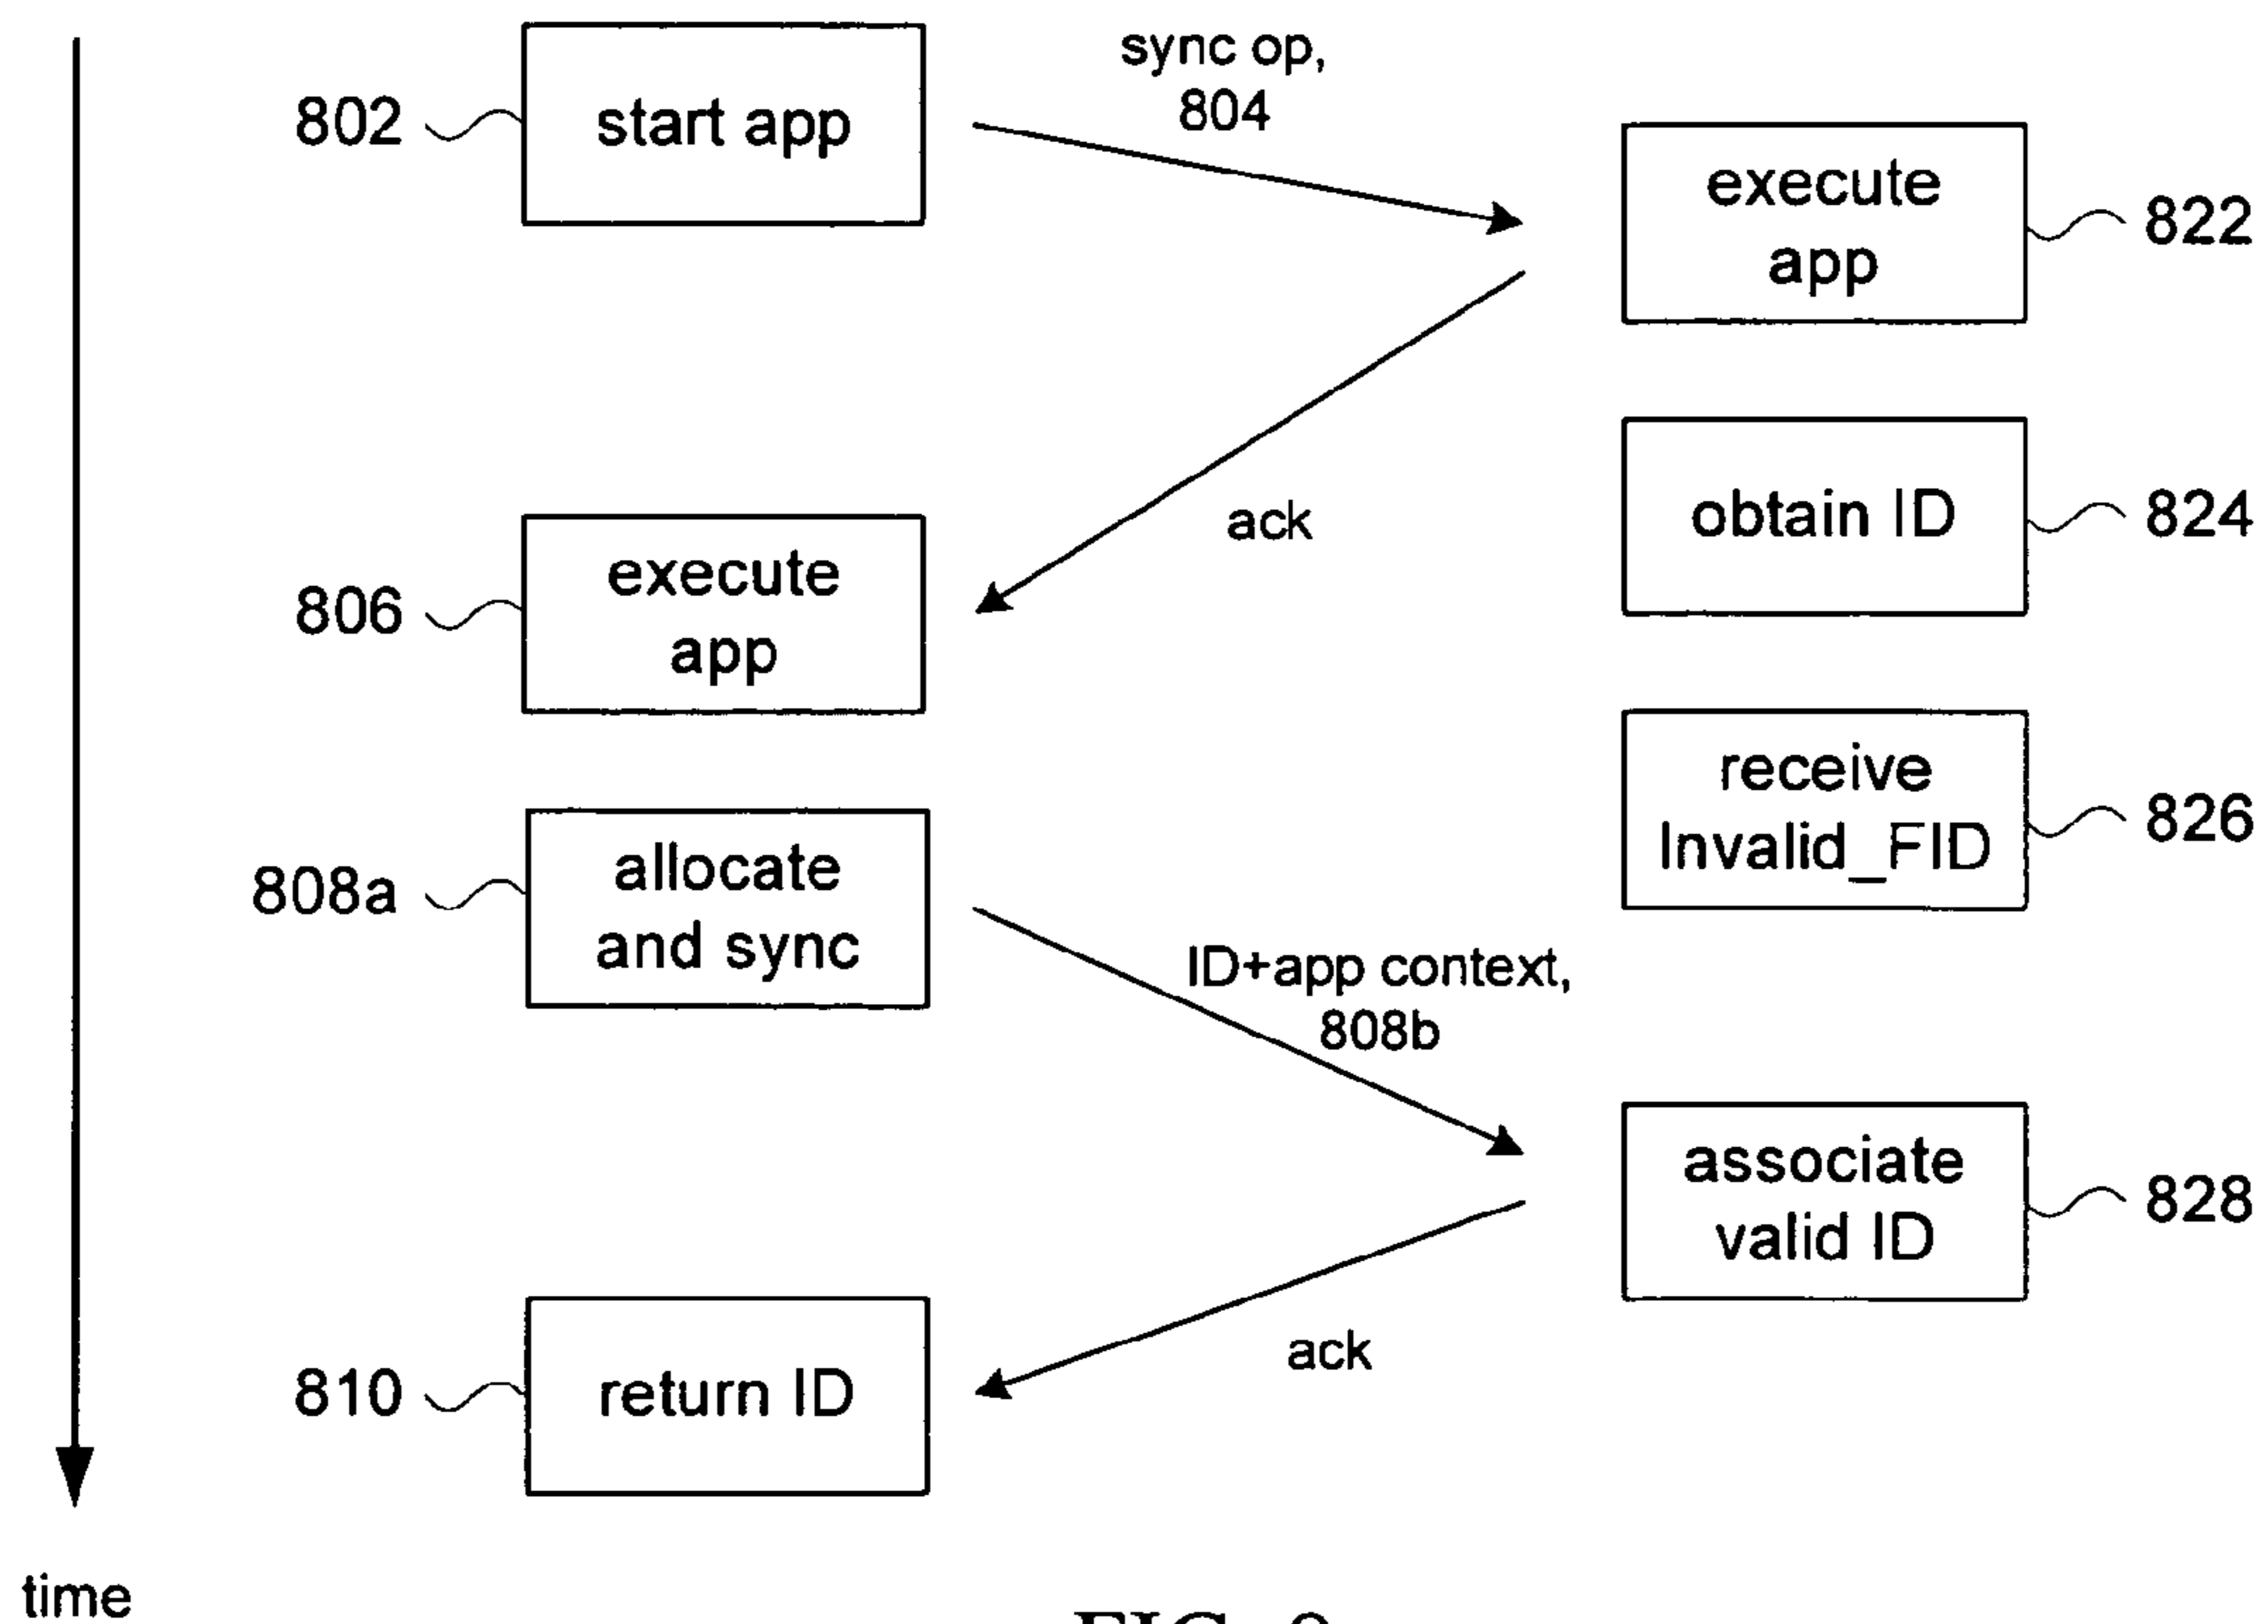 sync op,
804
802
start app
execute
app
822
ack
obtain ID
824
806
execute
app
receive
Invalid_FID
826
808a
allocate
and sync
ID+app context,
808b
associate
valid ID
828
ack
810
return ID
time